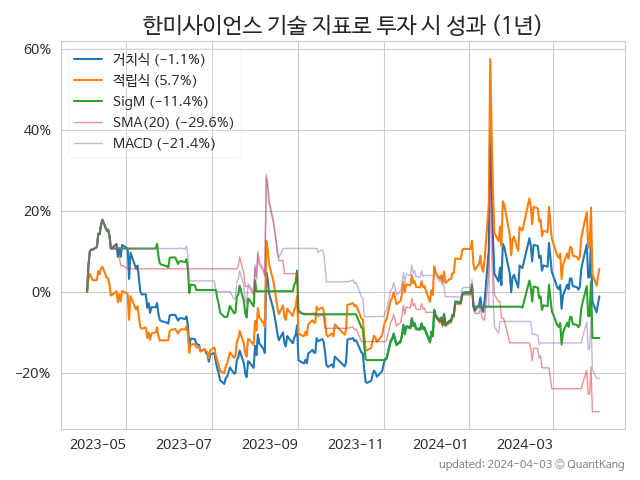 한미사이언스 기술 지표로 투자 시 성과 (1년)
60%
40%
20%
0%
−20%
거치식 (−1.1%)
적립식 (5.7%)
SigM (−11.4%)
SMA(20) (−29.6%)
MACD (−21.4%)
2023-05 2023-07 2023-09 2023-11 2024-01 2024-03
updated: 2024-04-03 © QuantKang